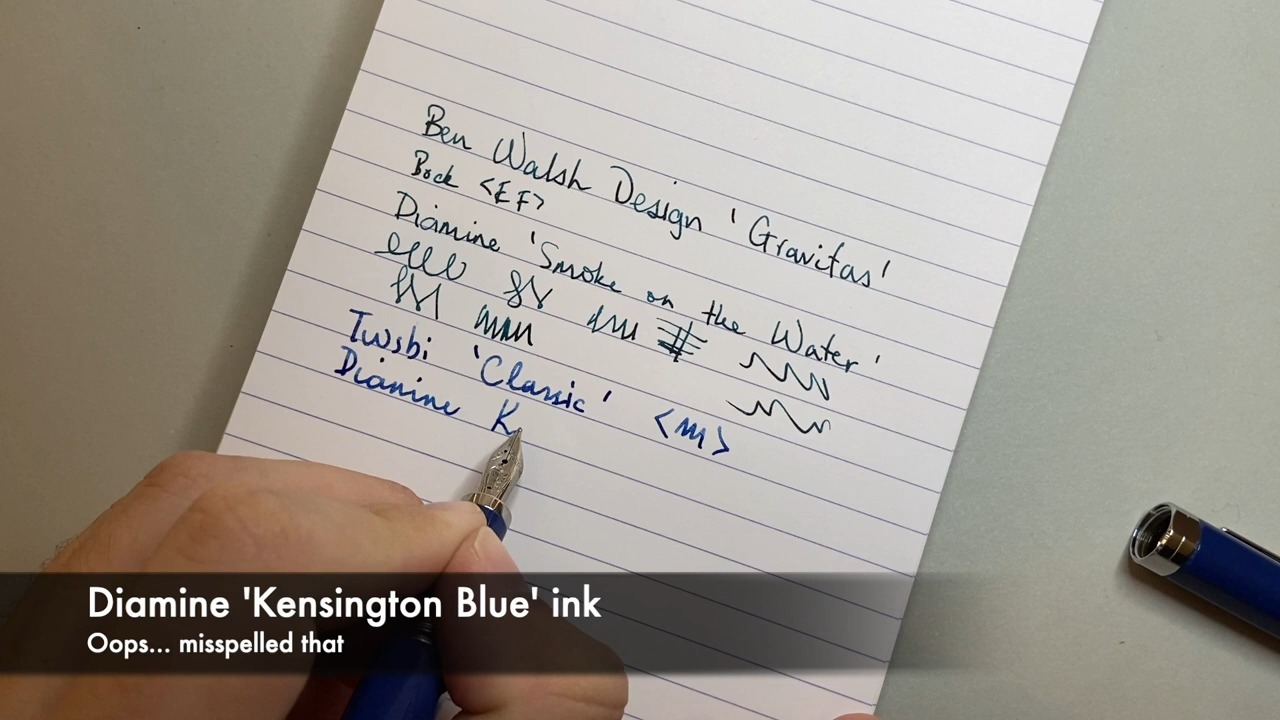 Ben Walsh Design 'Gravitas'
Bock <EF>
Diamine 'Smoke on the Water'
Twsbi 'Classic' <M>
Dianine K
Diamine 'Kensington Blue' ink
Oops... misspelled that